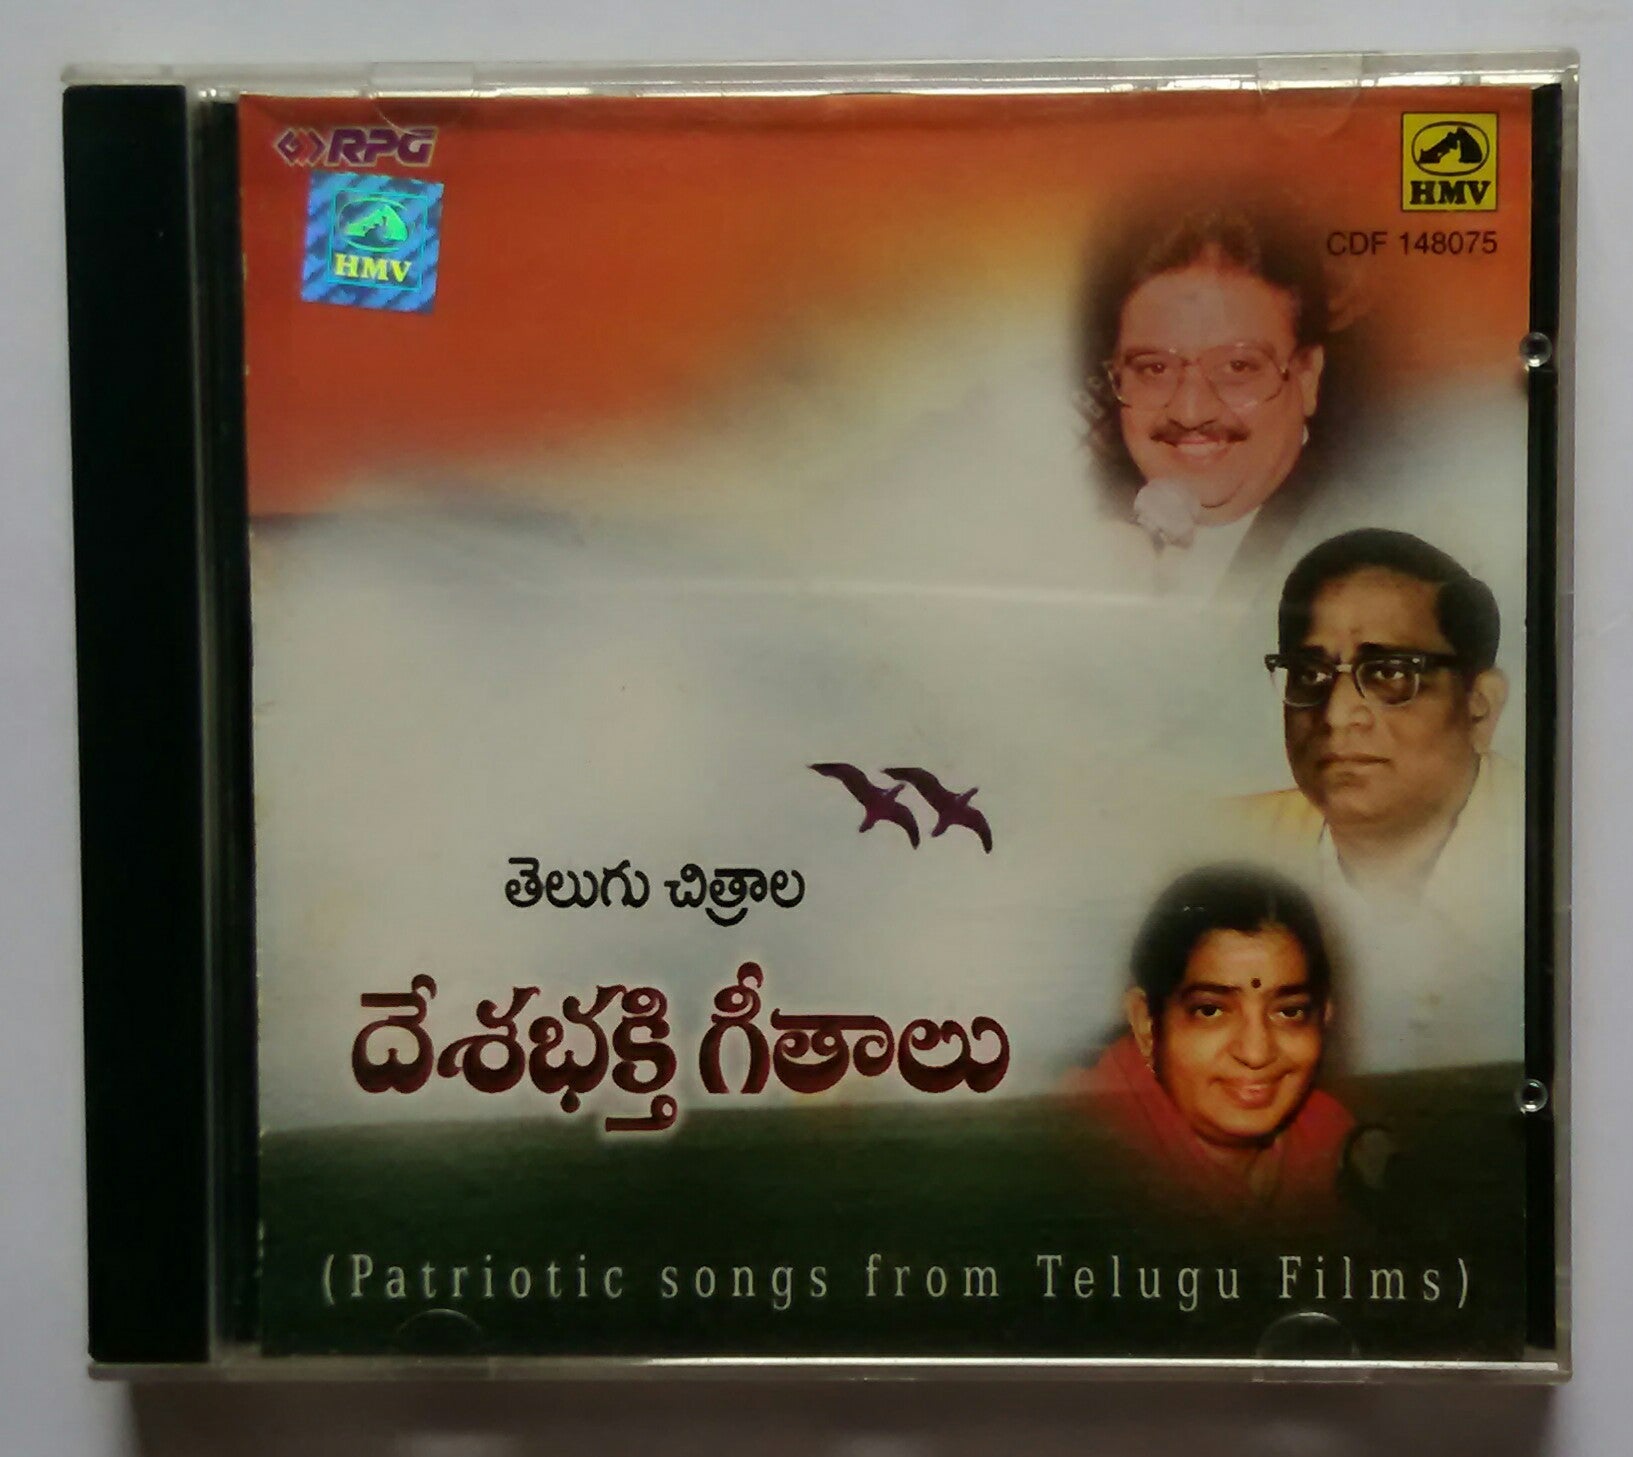 RPG
HMV
HMV
CDF 148075
తెలుగు చిత్రాల
దేశభక్తి గీతాలు
(Patriotic songs from Telugu Films)